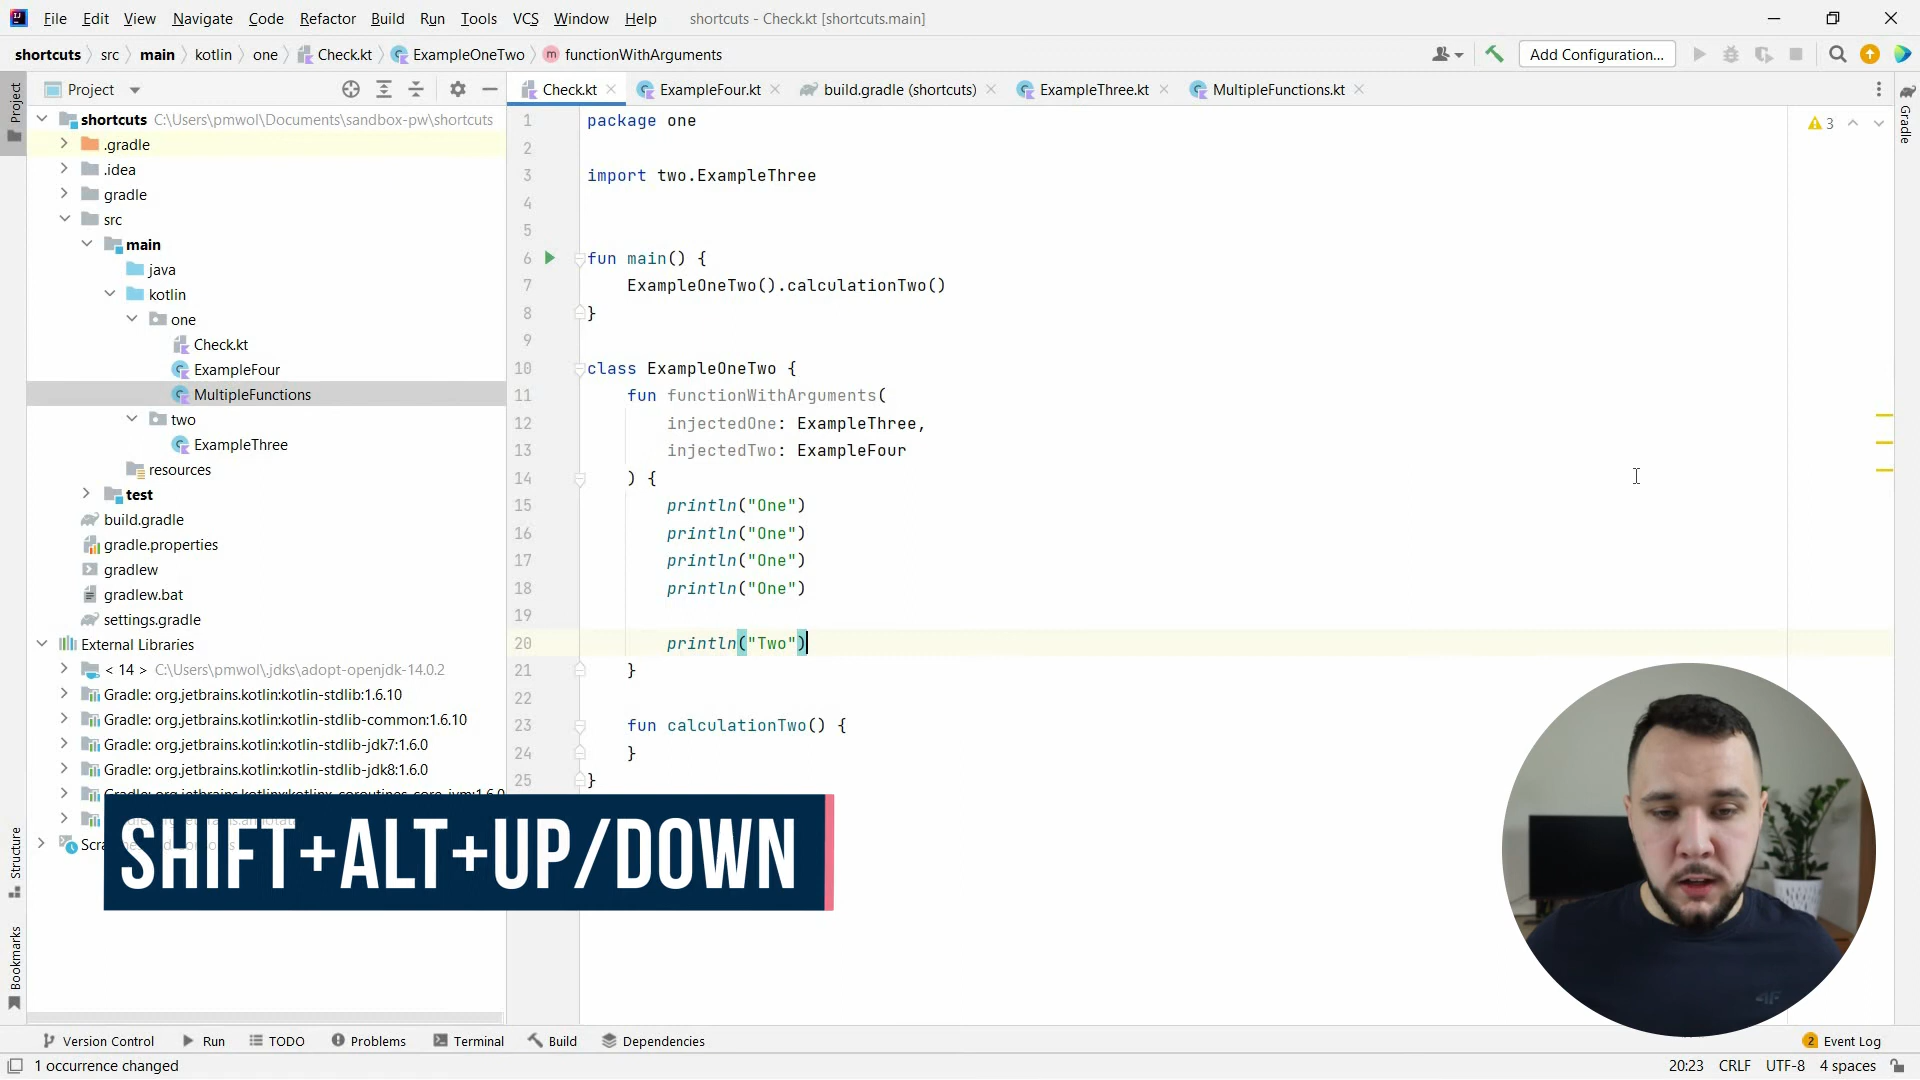 File Edit View Navigate Code Refactor Build Run Tools VCS Window Help shortcuts - Check.kt [shortcuts.main]
shortcuts src main kotlin one Check.kt ExampleOneTwo m functionWithArguments Add Configuration...
Project
Project
Check.kt ExampleFour.kt build.gradle (shortcuts) ExampleThree.kt MultipleFunctions.kt
Gradle
shortcuts C:\Users\pmwol\Documents\sandbox-pw\shortcuts
.gradle
.idea
gradle
src
main
java
kotlin
one
Check.kt
ExampleFour
MultipleFunctions
two
ExampleThree
resources
test
build.gradle
gradle.properties
gradlew
gradlew.bat
settings.gradle
External Libraries
< 14 > C:\Users\pmwol\.jdks\adopt-openjdk-14.0.2
Gradle: org.jetbrains.kotlin:kotlin-stdlib:1.6.10
Gradle: org.jetbrains.kotlin:kotlin-stdlib-common:1.6.10
Gradle: org.jetbrains.kotlin:kotlin-stdlib-jdk7:1.6.0
Gradle: org.jetbrains.kotlin:kotlin-stdlib-jdk8:1.6.0
3
1 package one
2
3 import two.ExampleThree
4
5
6 fun main() {
7 ExampleOneTwo().calculationTwo()
8 }
9
10 class ExampleOneTwo {
11 fun functionWithArguments(
12 injectedOne: ExampleThree,
13 injectedTwo: ExampleFour
14 ) {
15 println("One")
16 println("One")
17 println("One")
18 println("One")
19
20 println("Two")
21 }
22
23 fun calculationTwo() {
24 }
25 }
SHIFT+ALT+UP/DOWN
Structure
Bookmarks
4F
Version Control Run TODO Problems Terminal Build Dependencies 2 Event Log
1 occurrence changed 20:23 CRLF UTF-8 4 spaces